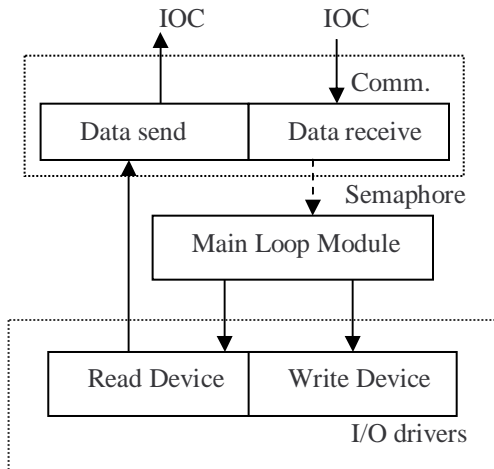 IOC IOC
Comm.
Data send Data receive
Semaphore
Main Loop Module
Read Device Write Device
I/O drivers